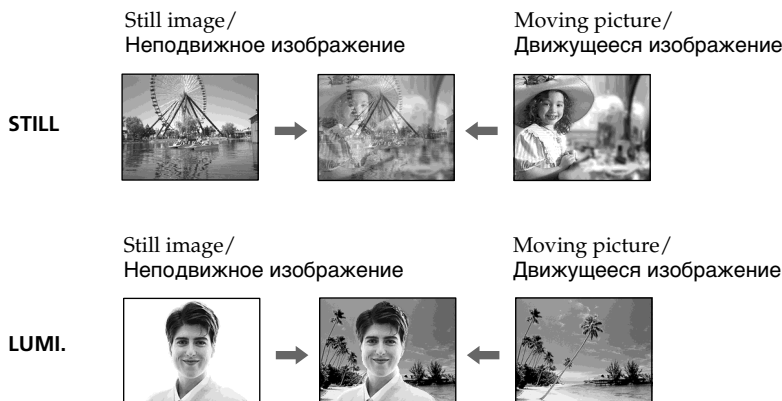 Still image/
Неподвижное изображение
Moving picture/
Движущееся изображение
STILL
Still image/
Неподвижное изображение
Moving picture/
Движущееся изображение
LUMI.